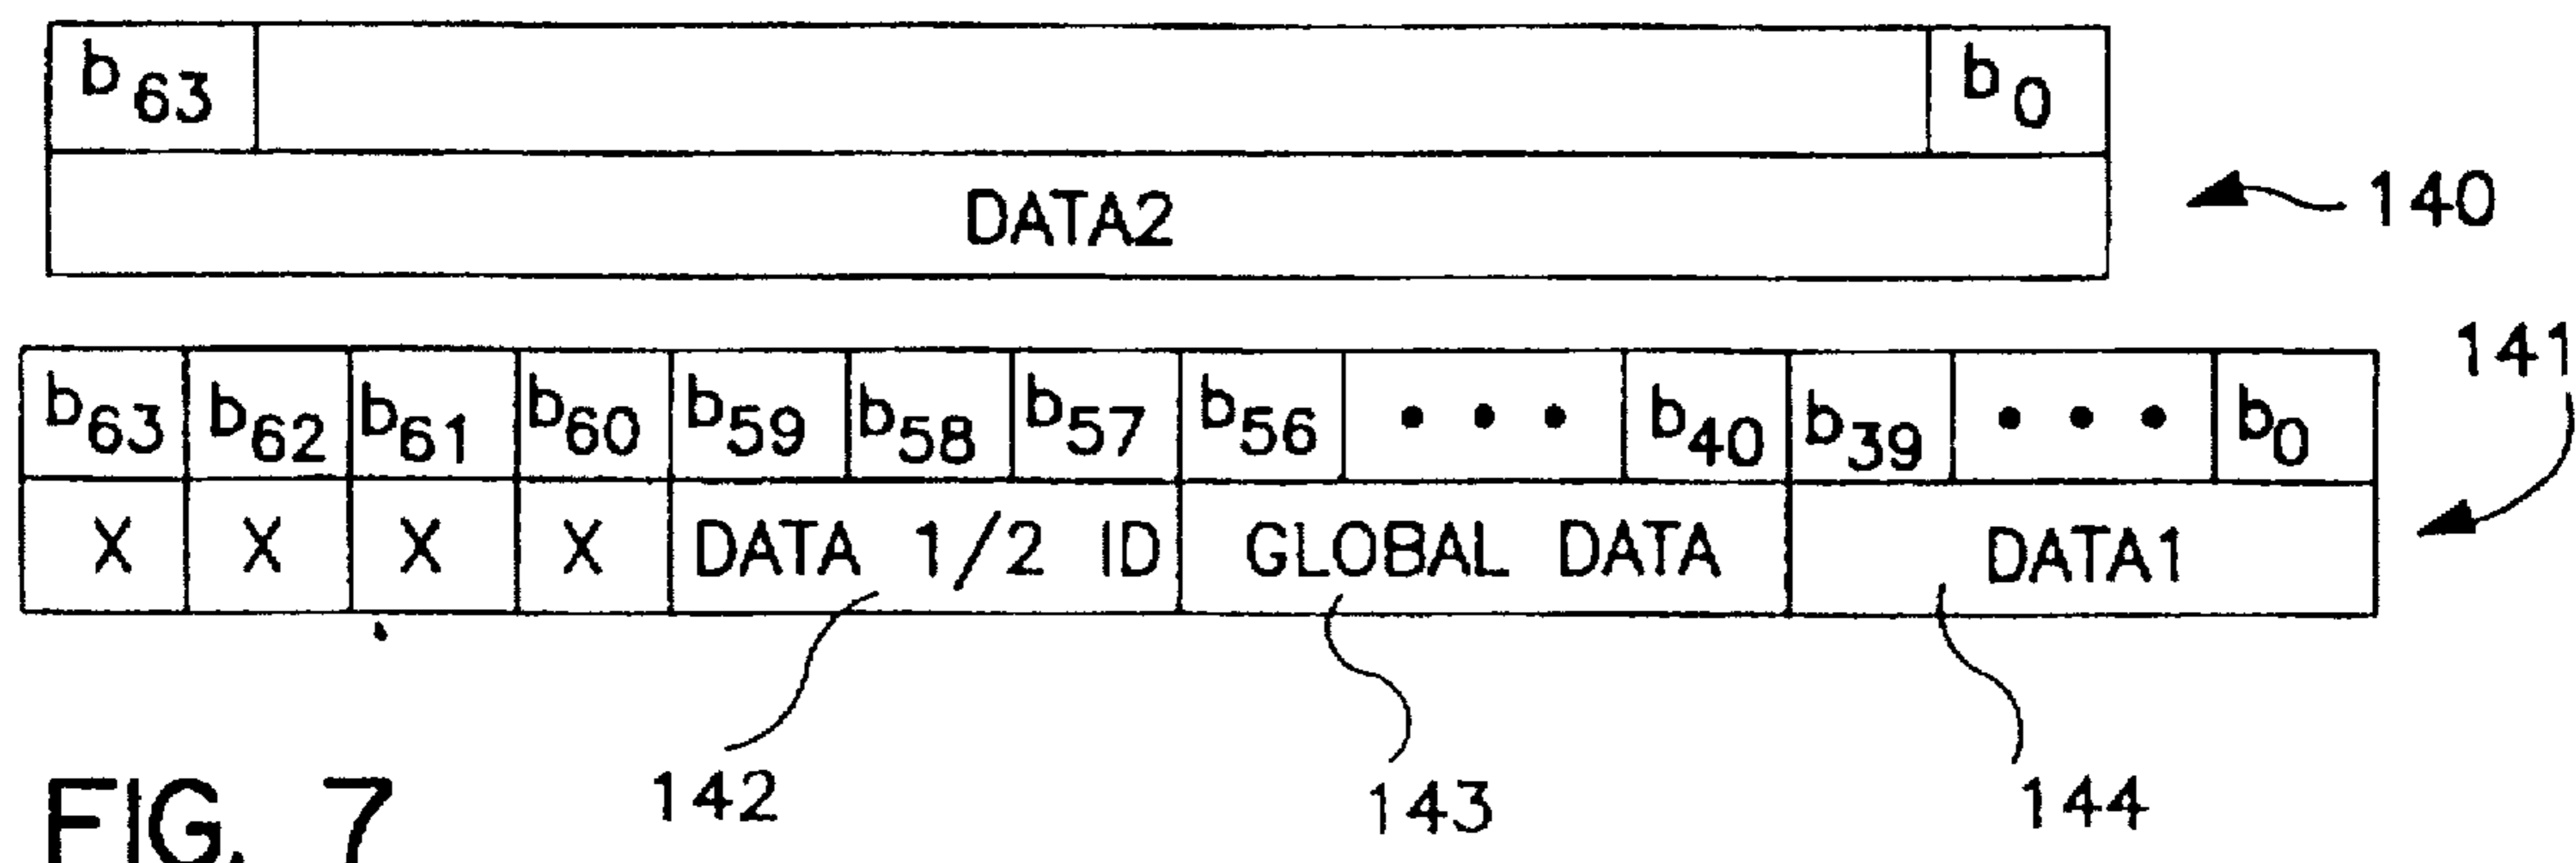 b63 b0
DATA2
140
141
b63 b62 b61 b60 b59 b58 b57 b56 • • • b40 b39 • • • b0
X X X X DATA 1/2 ID GLOBAL DATA DATA1
142 143 144
FIG. 7